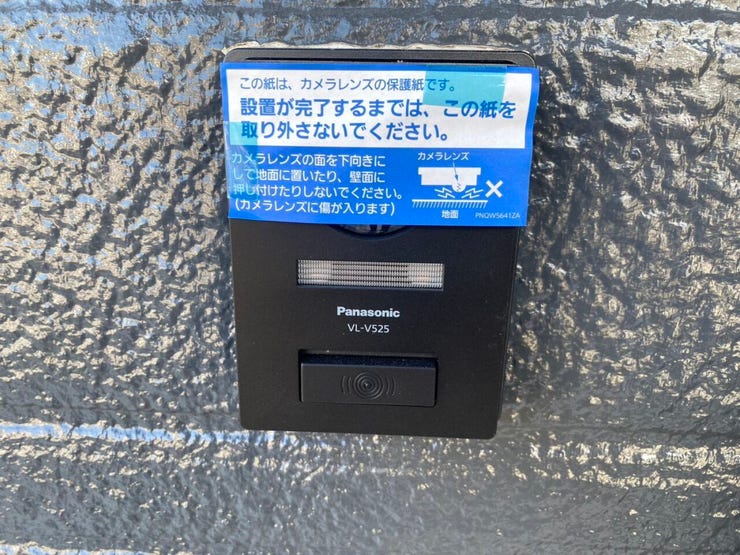 この紙は、カメラレンズの保護紙です。
設置が完了するまでは、この紙を
取り外さないでください。
カメラレンズの面を下向きに
して地面に置いたり、壁面に
押し付けたりしないでください。
(カメラレンズに傷が入ります)
カメラレンズ
地面
PNQW5641ZA
Panasonic
VL-V525